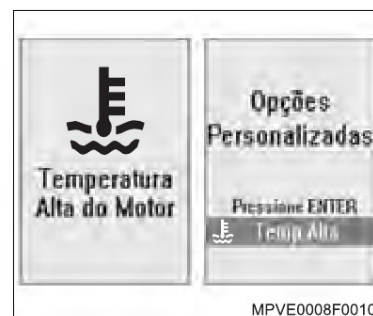 Temperatura
Alta do Motor
Opções
Personalizadas
Pressione ENTER
Temp Alta
MPVE0008F0010